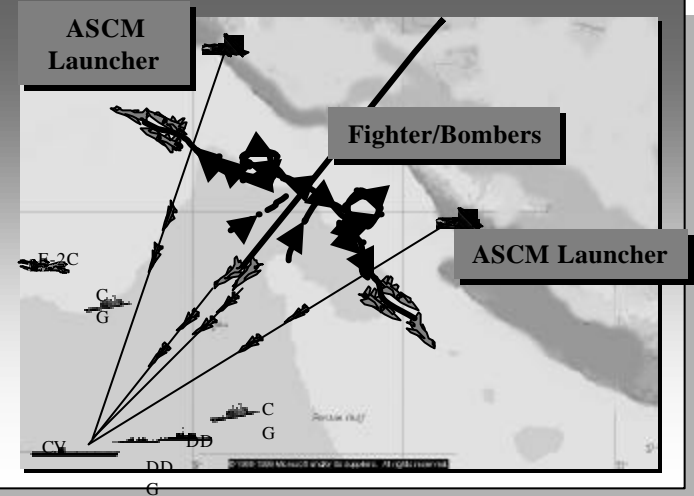 ASCM
Launcher
Fighter/Bombers
ASCM Launcher
E-2C
C
G
C
G
CV
DD
DD
G
Persian Gulf